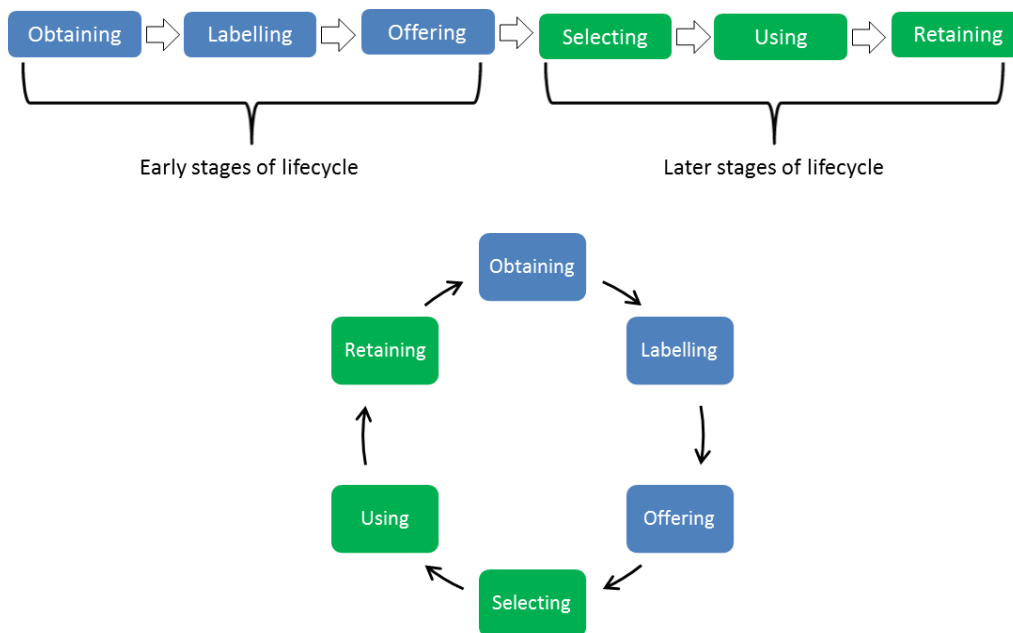 Obtaining
Labelling
Offering
Selecting
Using
Retaining
Early stages of lifecycle
Later stages of lifecycle
Obtaining
Labelling
Offering
Selecting
Using
Retaining